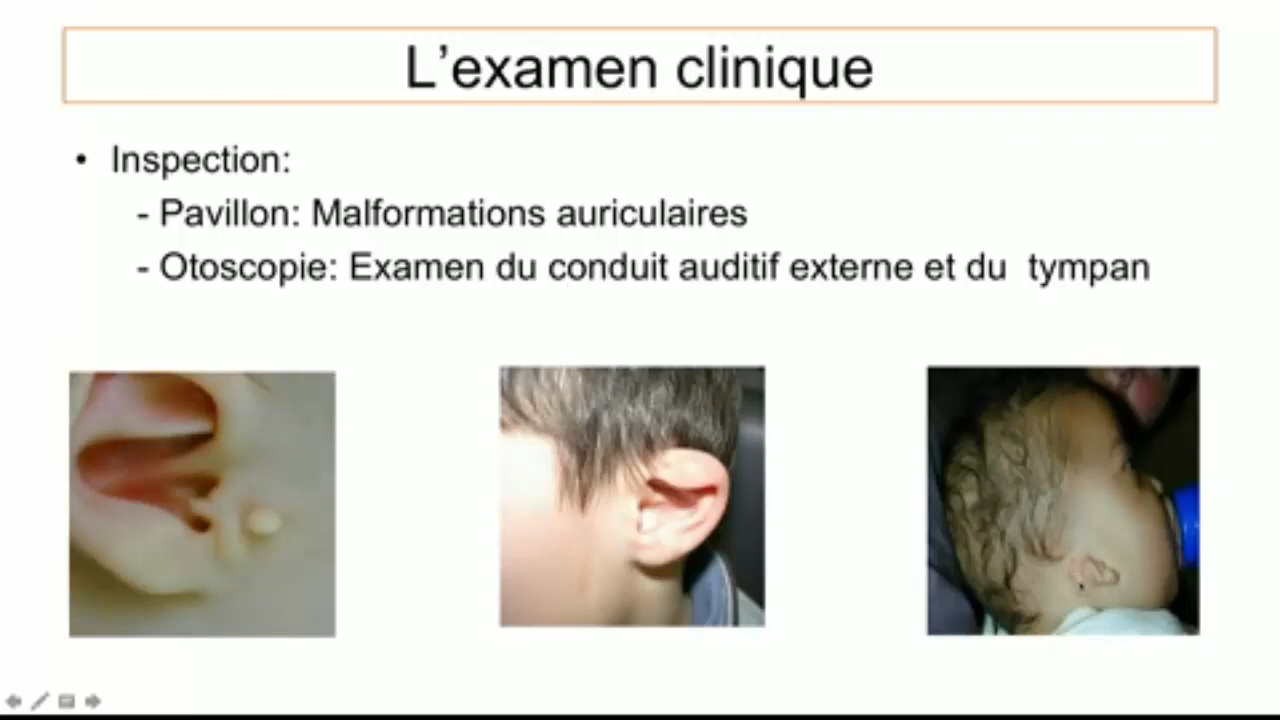 L’examen clinique
• Inspection:
- Pavillon: Malformations auriculaires
- Otoscopie: Examen du conduit auditif externe et du tympan